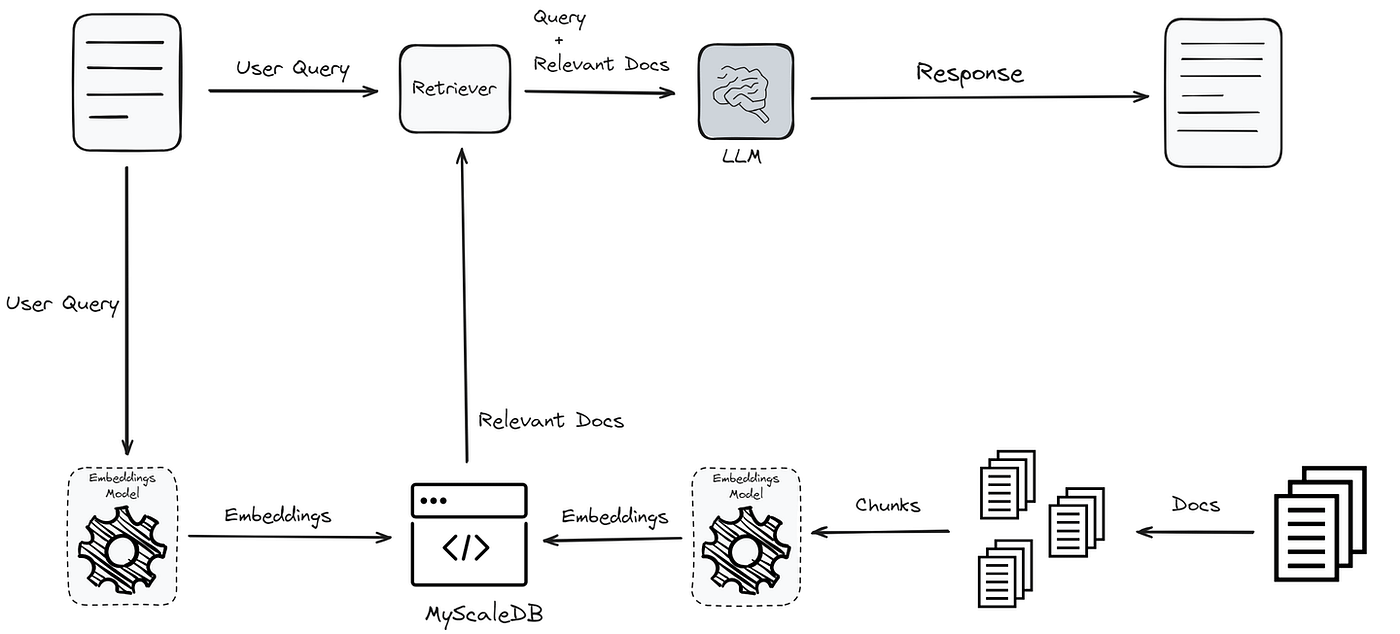 Query
+
Relevant Docs
User Query
Retriever
Response
LLM
User Query
Relevant Docs
Embeddings
Model
Embeddings
Embeddings
Embeddings
Model
Chunks
Docs
</>
MyScaleDB